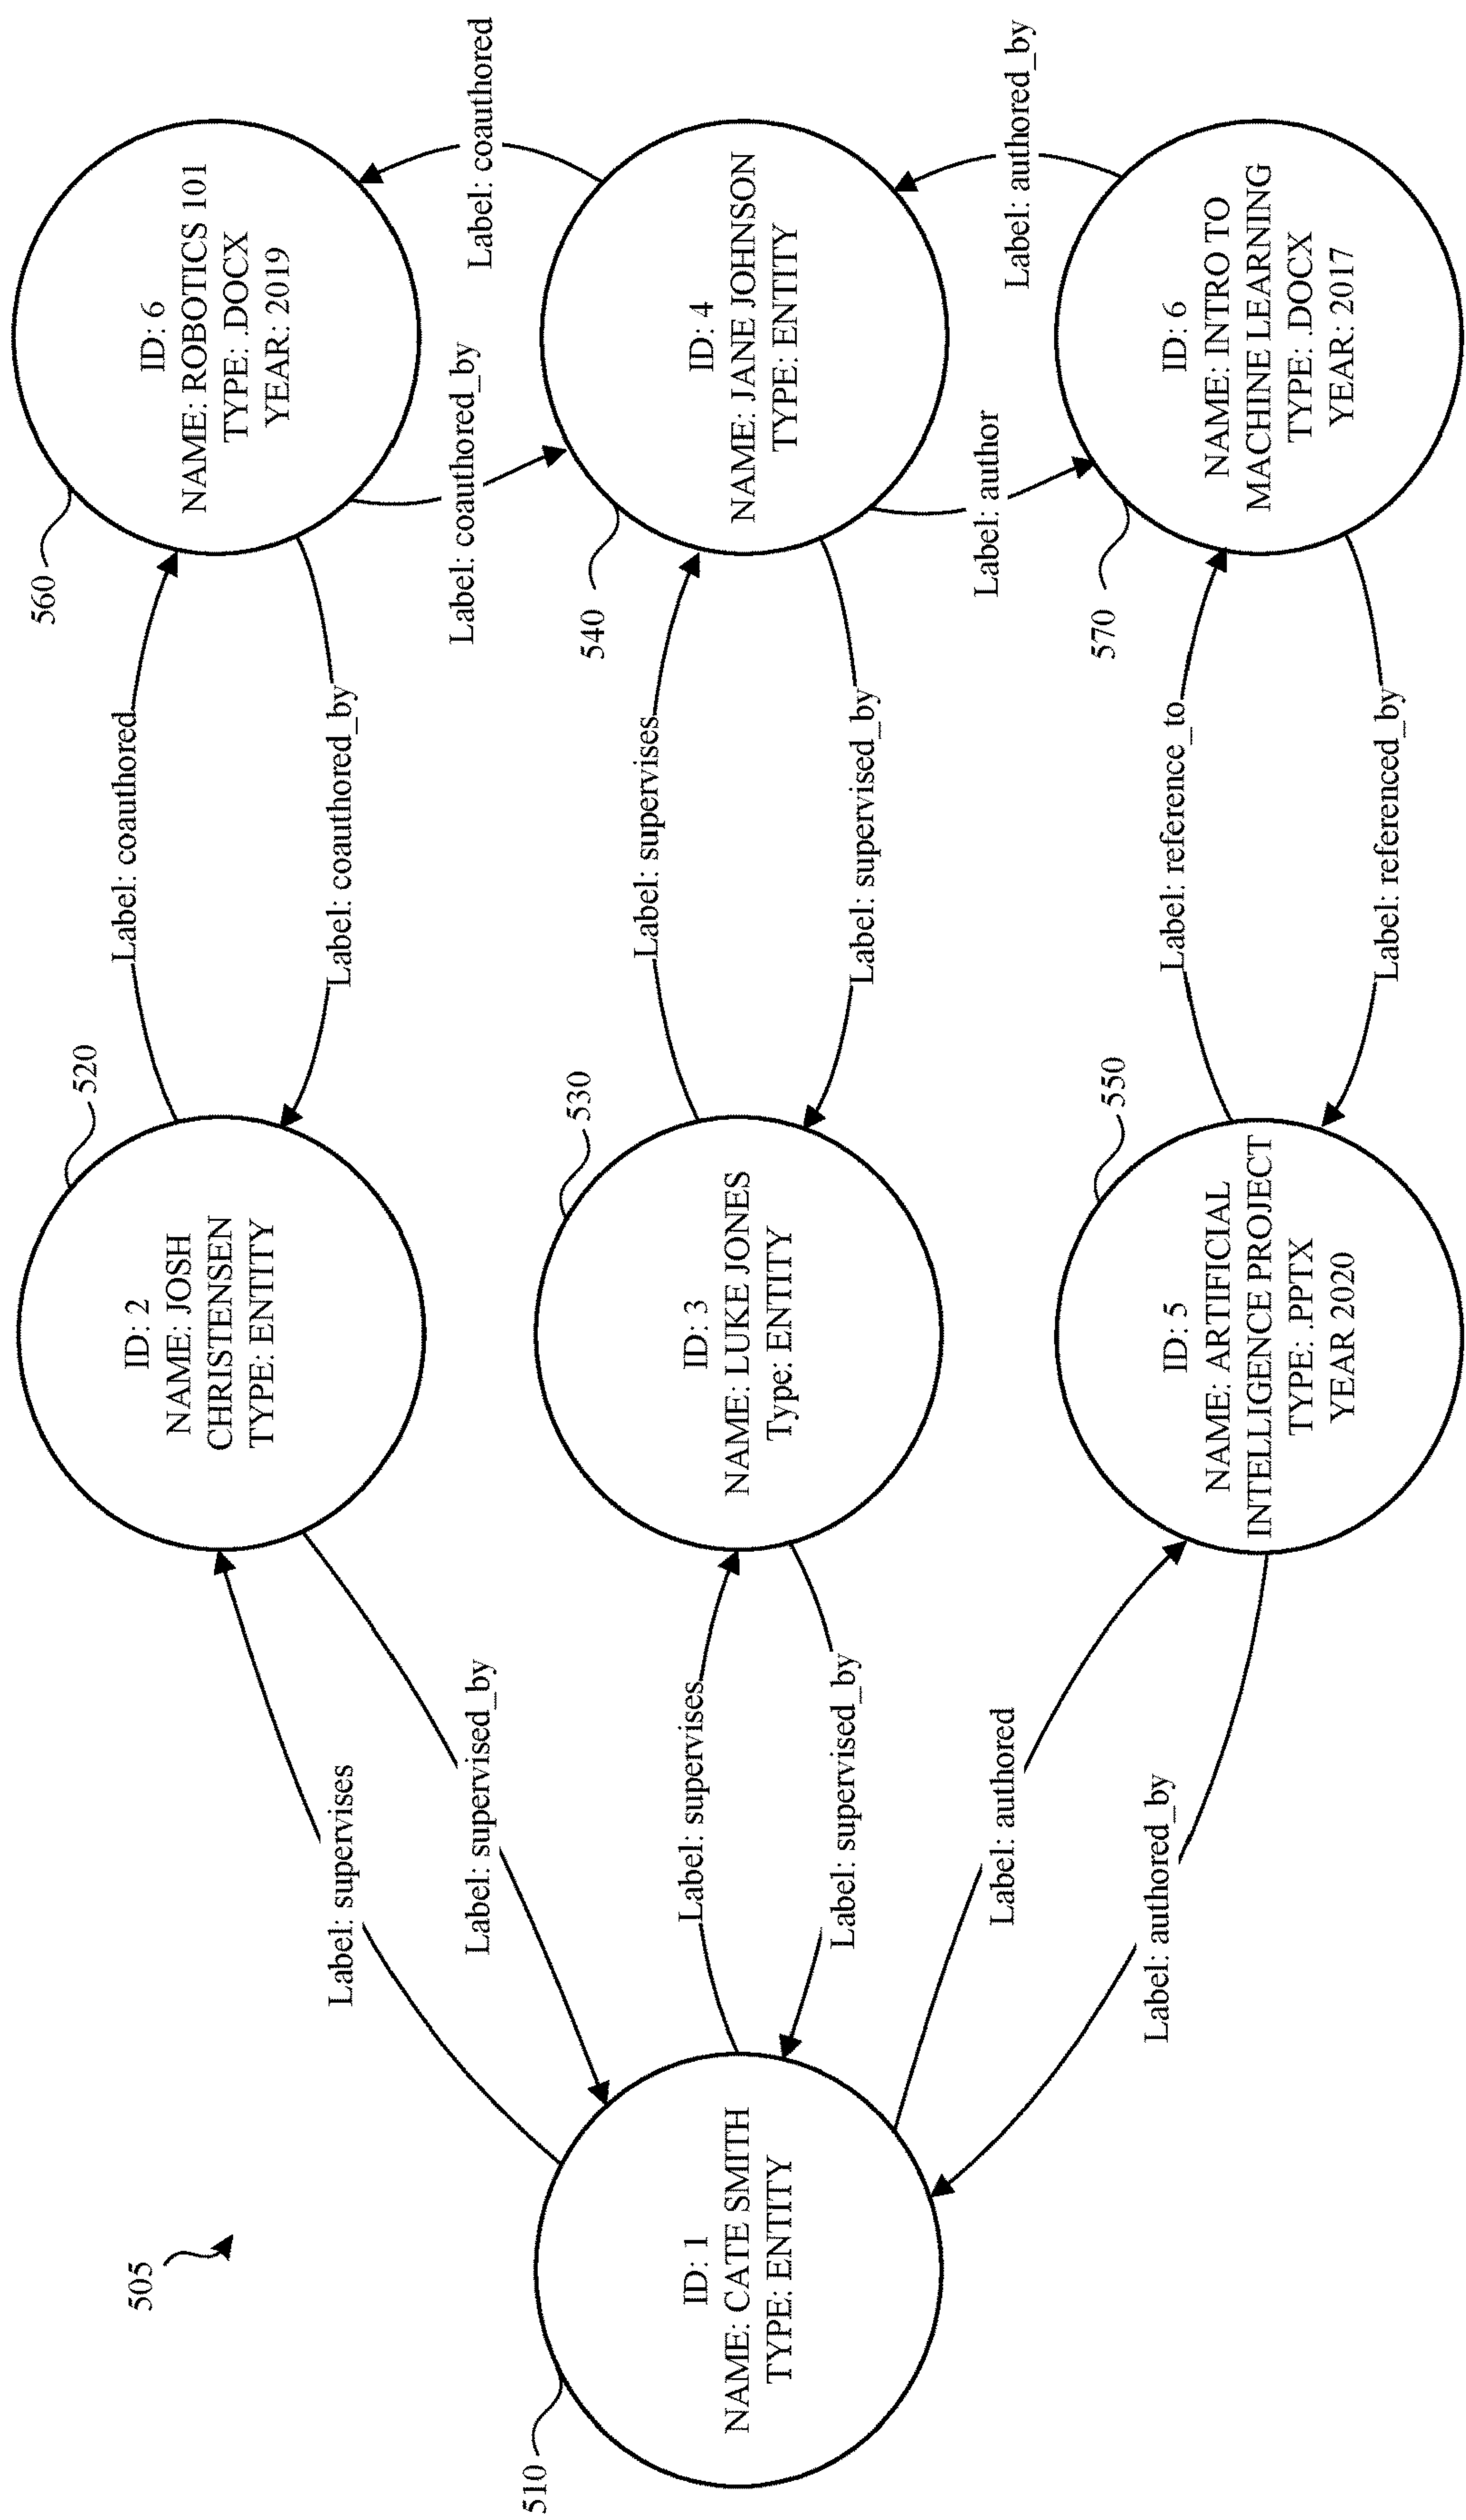 505
510
ID: 1
NAME: CATE SMITH
TYPE: ENTITY
Label: supervises
Label: supervised_by
Label: supervises
Label: supervised_by
Label: authored
Label: authored_by
520
ID: 2
NAME: JOSH
CHRISTENSEN
TYPE: ENTITY
530
ID: 3
NAME: LUKE JONES
Type: ENTITY
550
ID: 5
NAME: ARTIFICIAL
INTELLIGENCE PROJECT
TYPE: .PPTX
YEAR 2020
Label: coauthored
Label: coauthored_by
Label: supervises
Label: supervised_by
Label: reference_to
Label: referenced_by
560
ID: 6
NAME: ROBOTICS 101
TYPE: .DOCX
YEAR: 2019
Label: coauthored_by
Label: coauthored
540
ID: 4
NAME: JANE JOHNSON
TYPE: ENTITY
Label: author
Label: authored_by
570
ID: 6
NAME: INTRO TO
MACHINE LEARNING
TYPE: .DOCX
YEAR: 2017